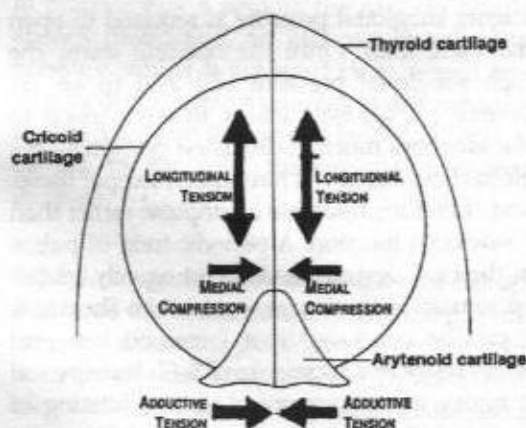 Thyroid cartilage
Cricoid
cartilage
LONGITUDINAL
TENSION
LONGITUDINAL
TENSION
MEDIAL
COMPRESSION
MEDIAL
COMPRESSION
Arytenoid cartilage
ADDUCTIVE
TENSION
ADDUCTIVE
TENSION